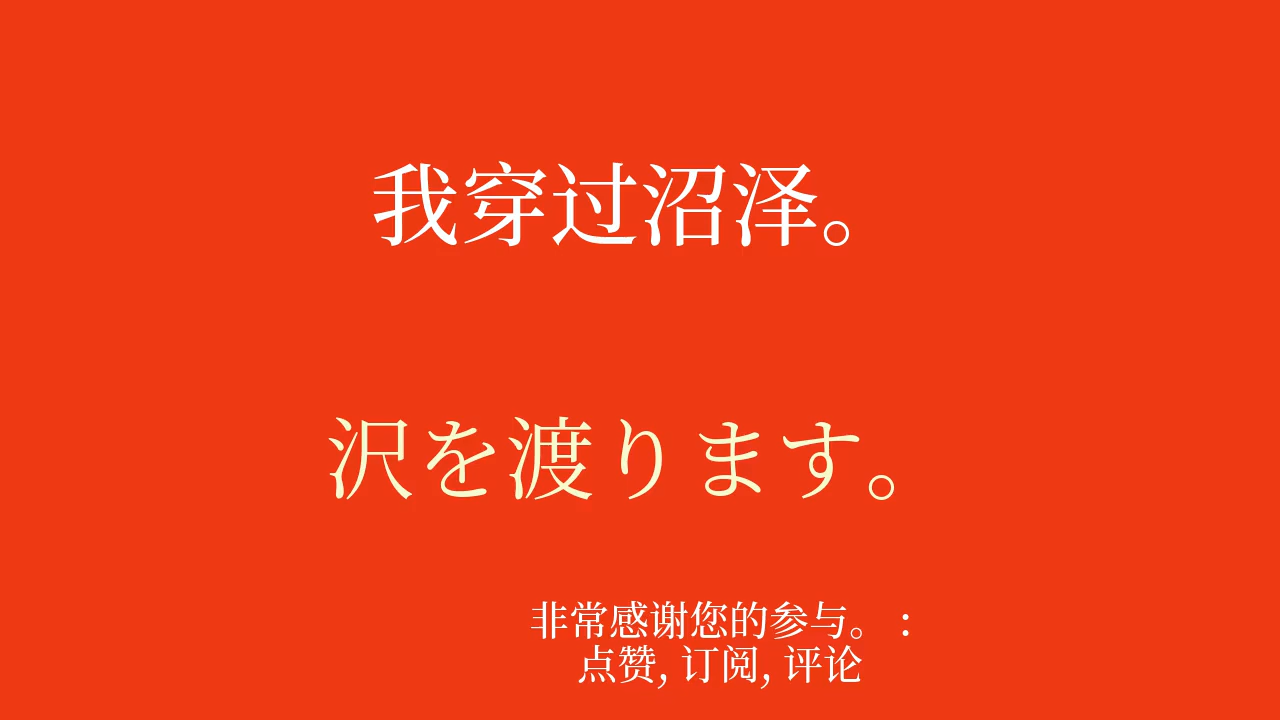 我穿过沼泽。
沢を渡ります。
非常感谢您的参与。 :
点赞, 订阅, 评论